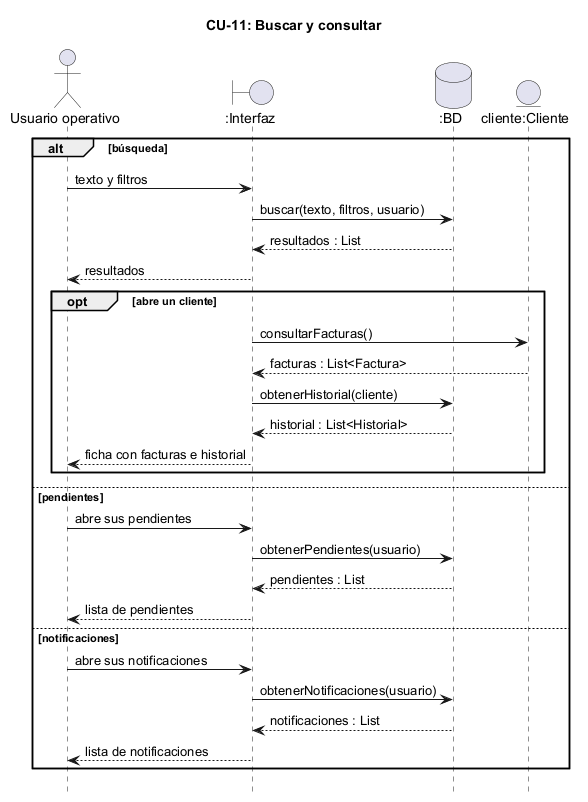 CU-11: Buscar y consultar
Usuario operativo
:Interfaz
:BD
cliente:Cliente
alt
[búsqueda]
texto y filtros
buscar(texto, filtros, usuario)
resultados : List
resultados
opt
[abre un cliente]
consultarFacturas()
facturas : List<Factura>
obtenerHistorial(cliente)
historial : List<Historial>
ficha con facturas e historial
[pendientes]
abre sus pendientes
obtenerPendientes(usuario)
pendientes : List
lista de pendientes
[notificaciones]
abre sus notificaciones
obtenerNotificaciones(usuario)
notificaciones : List
lista de notificaciones